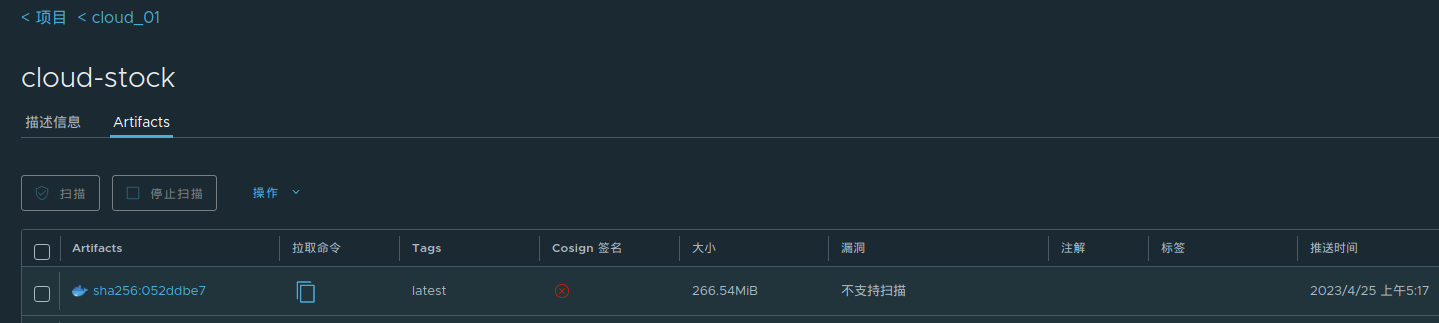 < 项目 < cloud_01
cloud-stock
描述信息 Artifacts
扫描 停止扫描 操作
Artifacts 拉取命令 Tags Cosign 签名 大小 漏洞 注解 标签 推送时间
sha256:052ddbe7 latest 266.54MiB 不支持扫描 2023/4/25 上午5:17